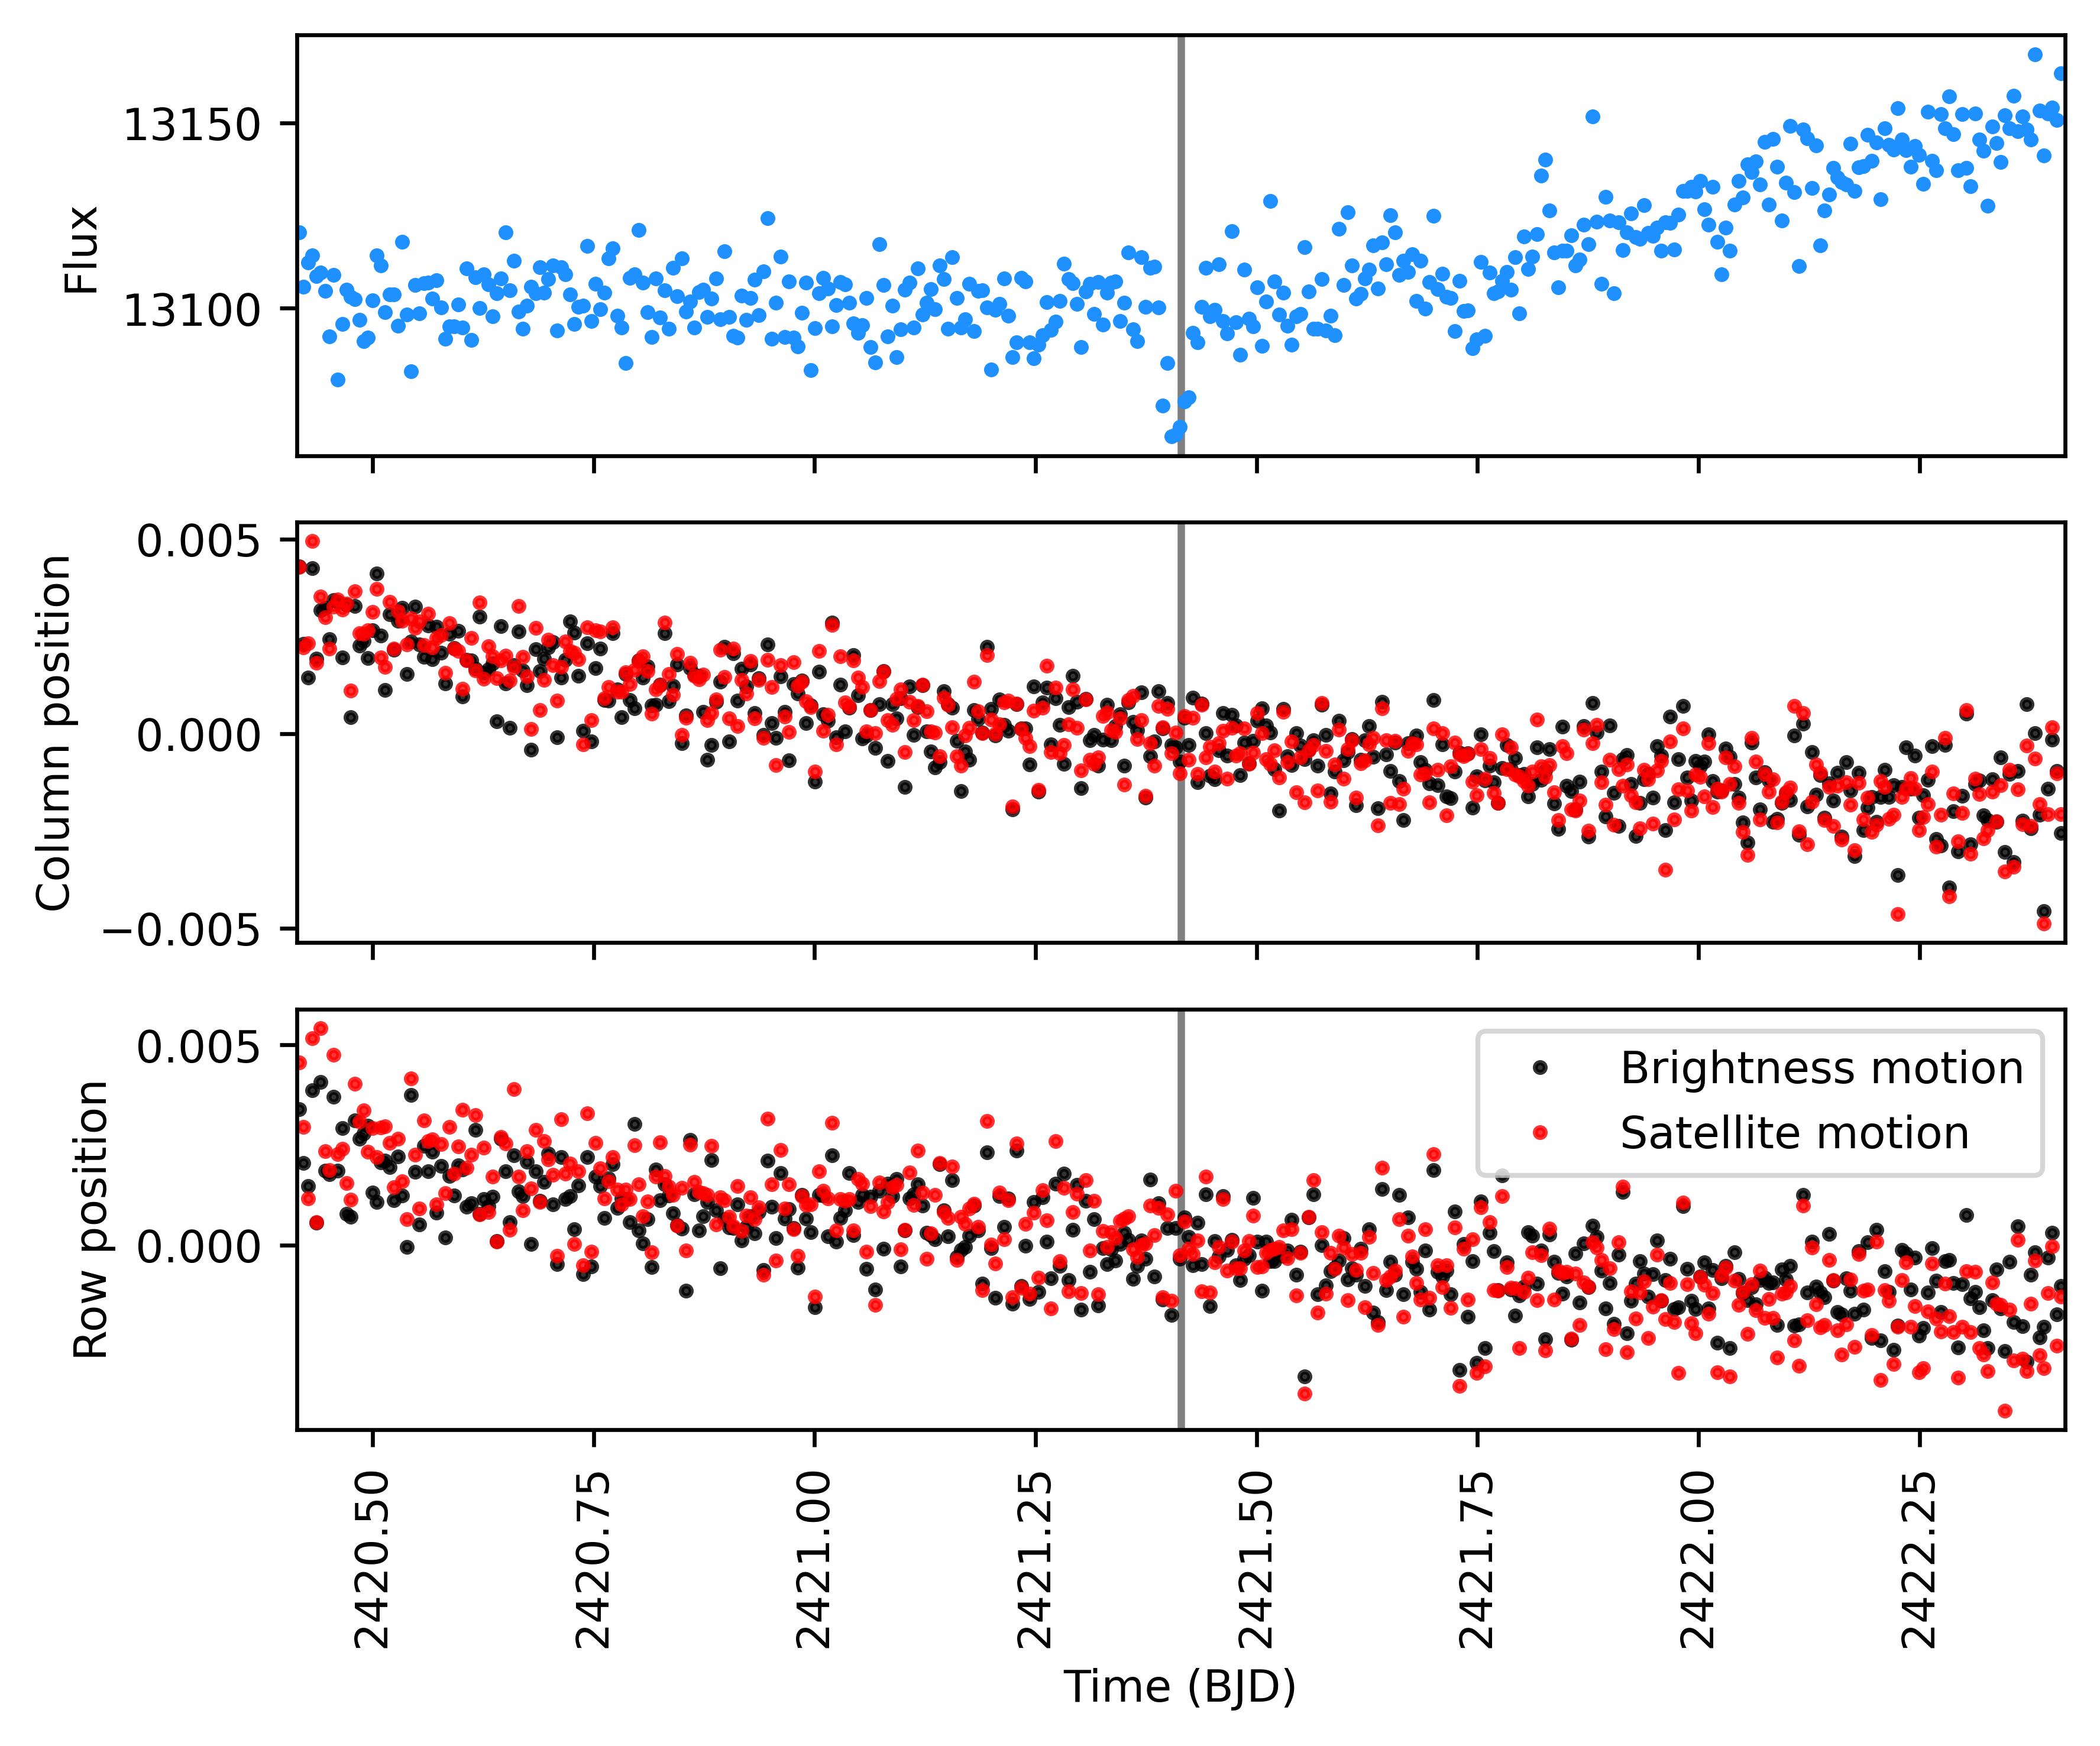 13150
13100
Flux
0.005
0.000
−0.005
Column position
0.005
0.000
Row position
Brightness motion
Satellite motion
2420.50
2420.75
2421.00
2421.25
2421.50
2421.75
2422.00
2422.25
Time (BJD)